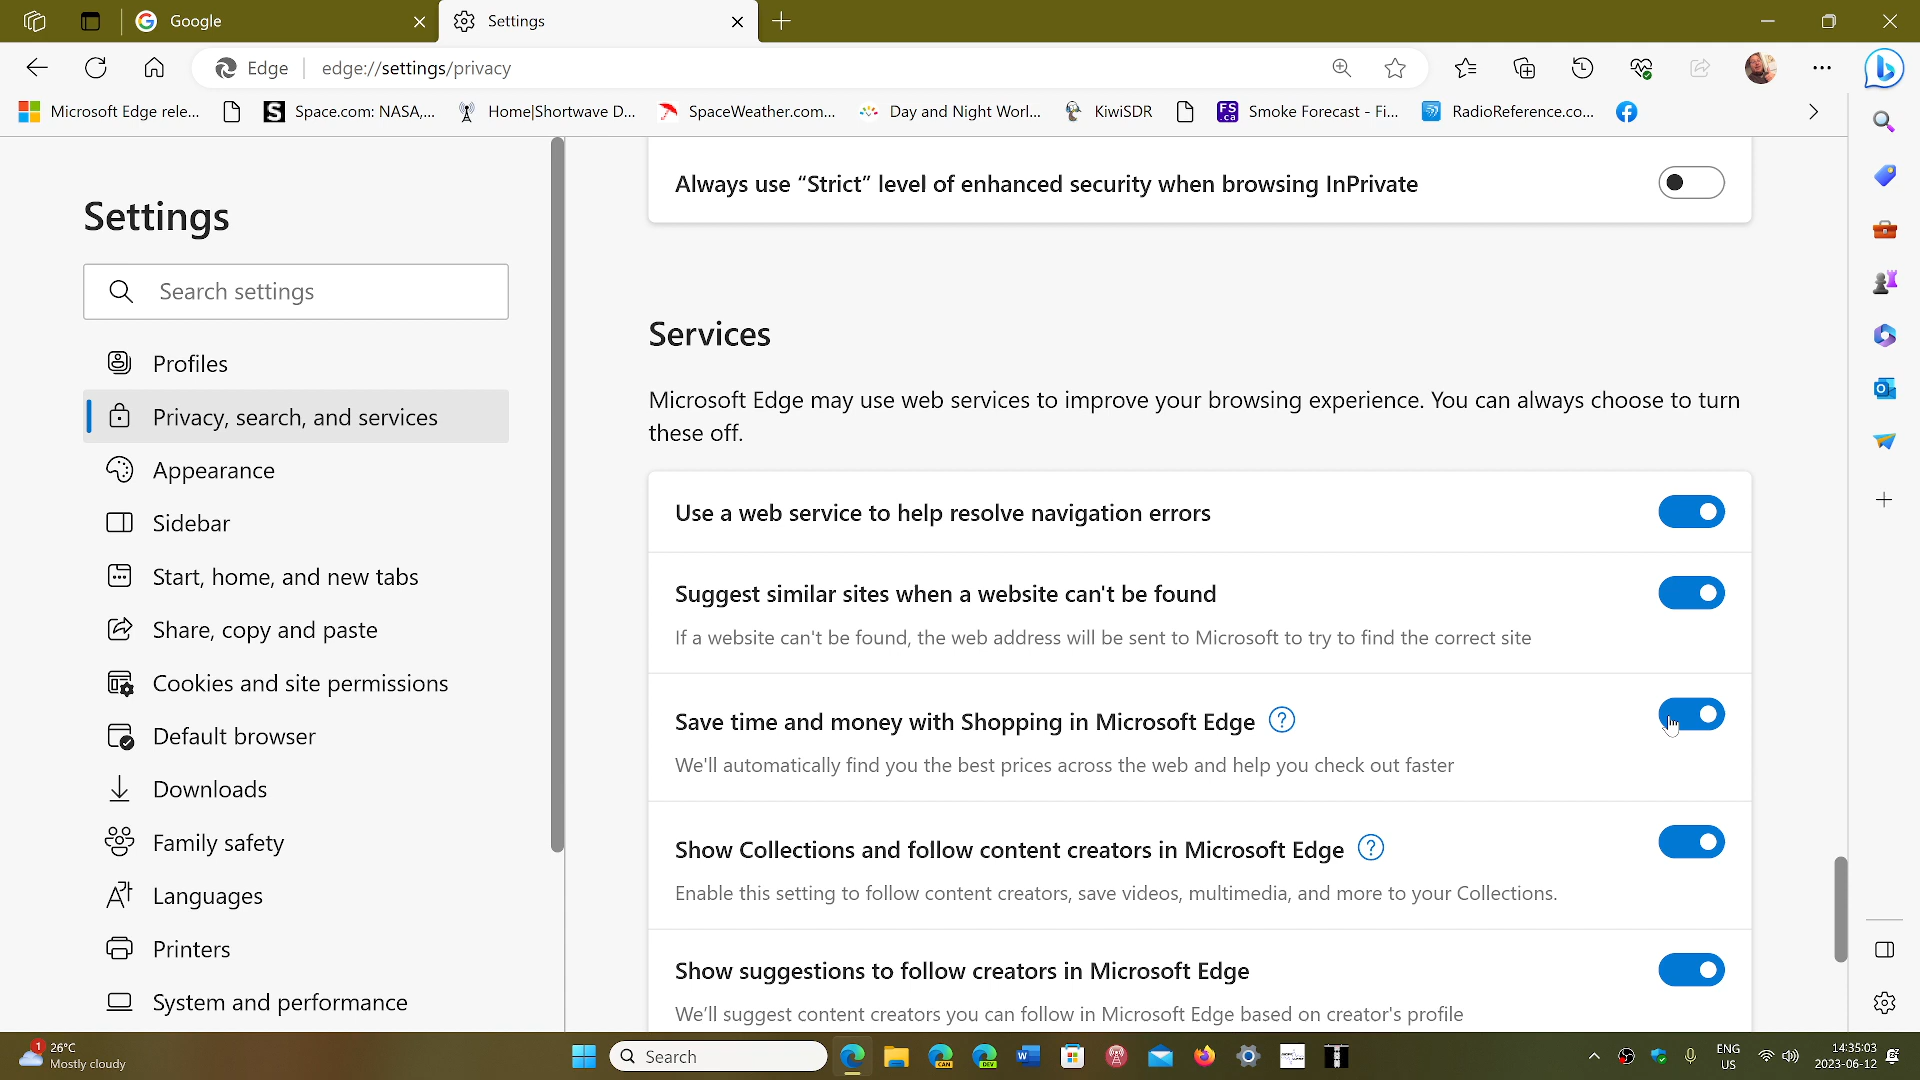 Google
Settings
Edge
edge://settings/privacy
Microsoft Edge rele...
Space.com: NASA,...
Home|Shortwave D...
SpaceWeather.com...
Day and Night Worl...
KiwiSDR
FS
.ca
Smoke Forecast - Fi...
RadioReference.co...
Settings
Search settings
Profiles
Privacy, search, and services
Appearance
Sidebar
Start, home, and new tabs
Share, copy and paste
Cookies and site permissions
Default browser
Downloads
Family safety
Languages
Printers
System and performance
Always use “Strict” level of enhanced security when browsing InPrivate
Services
Microsoft Edge may use web services to improve your browsing experience. You can always choose to turn
these off.
Use a web service to help resolve navigation errors
Suggest similar sites when a website can't be found
If a website can't be found, the web address will be sent to Microsoft to try to find the correct site
Save time and money with Shopping in Microsoft Edge
We'll automatically find you the best prices across the web and help you check out faster
Show Collections and follow content creators in Microsoft Edge
Enable this setting to follow content creators, save videos, multimedia, and more to your Collections.
Show suggestions to follow creators in Microsoft Edge
We'll suggest content creators you can follow in Microsoft Edge based on creator's profile
1
26°C
Mostly cloudy
Search
CAN
DEV
ENG
US
14:35:03
2023-06-12